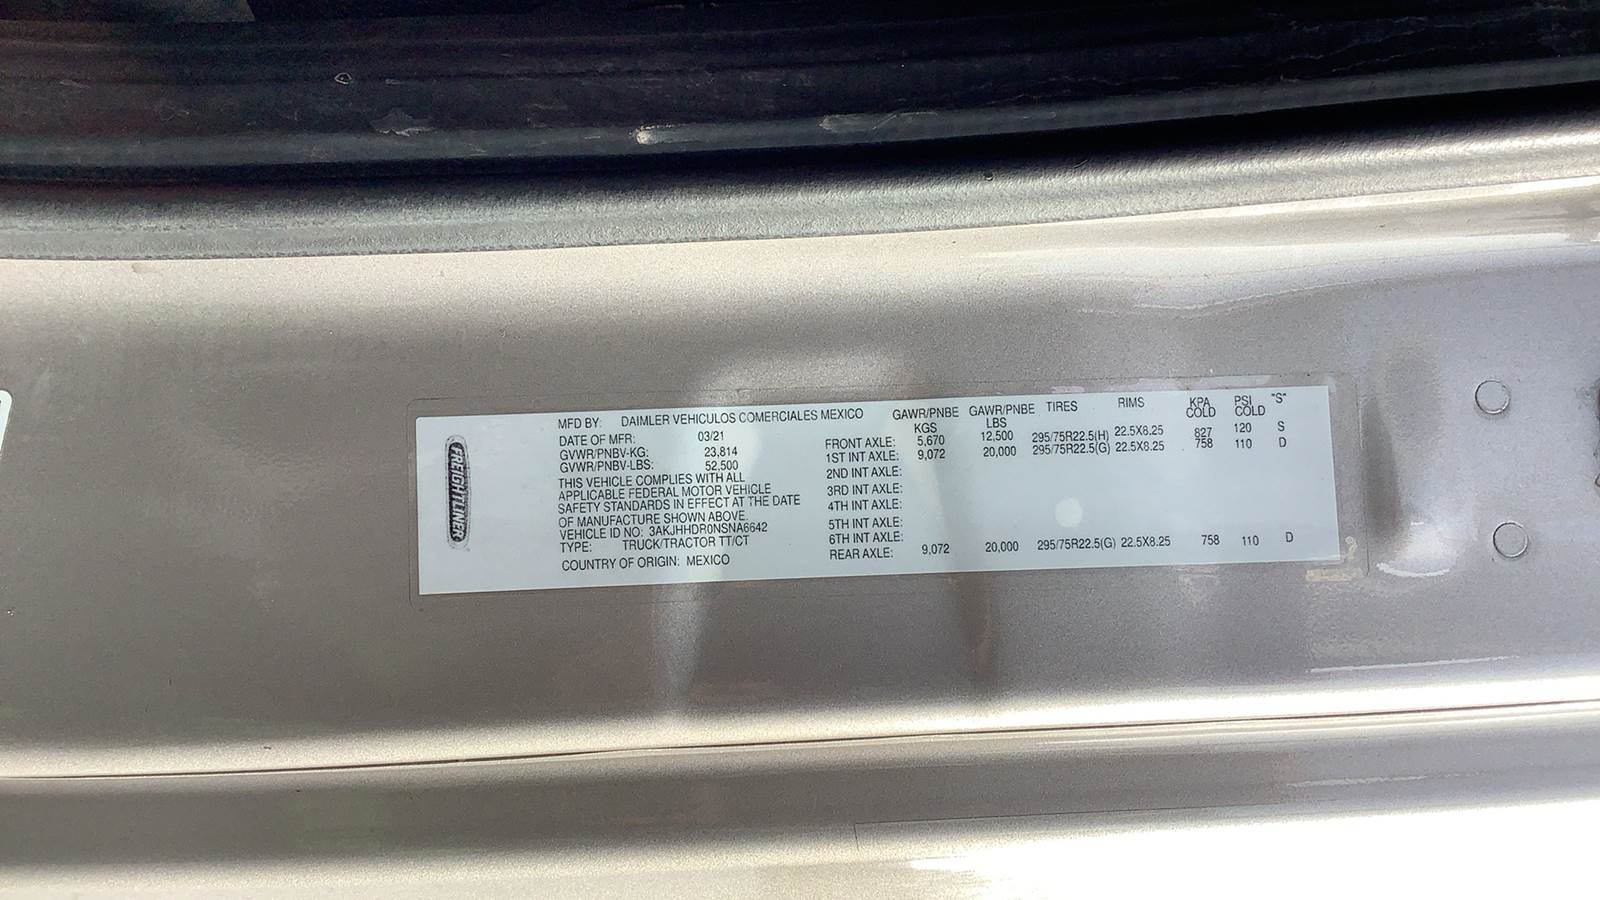 FREIGHTLINER
MFD BY: DAIMLER VEHICULOS COMERCIALES MEXICO
DATE OF MFR: 03/21
GVWR/PNBV-KG: 23,814
GVWR/PNBV-LBS: 52,500
THIS VEHICLE COMPLIES WITH ALL
APPLICABLE FEDERAL MOTOR VEHICLE
SAFETY STANDARDS IN EFFECT AT THE DATE
OF MANUFACTURE SHOWN ABOVE.
VEHICLE ID NO: 3AKJHHDR0NSNA6642
TYPE: TRUCK/TRACTOR TT/CT
COUNTRY OF ORIGIN: MEXICO
GAWR/PNBE KGS GAWR/PNBE LBS TIRES RIMS KPA COLD PSI COLD "S"
FRONT AXLE: 5,670 12,500 295/75R22.5(H) 22.5X8.25 827 120 S
1ST INT AXLE: 9,072 20,000 295/75R22.5(G) 22.5X8.25 758 110 D
2ND INT AXLE:
3RD INT AXLE:
4TH INT AXLE:
5TH INT AXLE:
6TH INT AXLE:
REAR AXLE: 9,072 20,000 295/75R22.5(G) 22.5X8.25 758 110 D